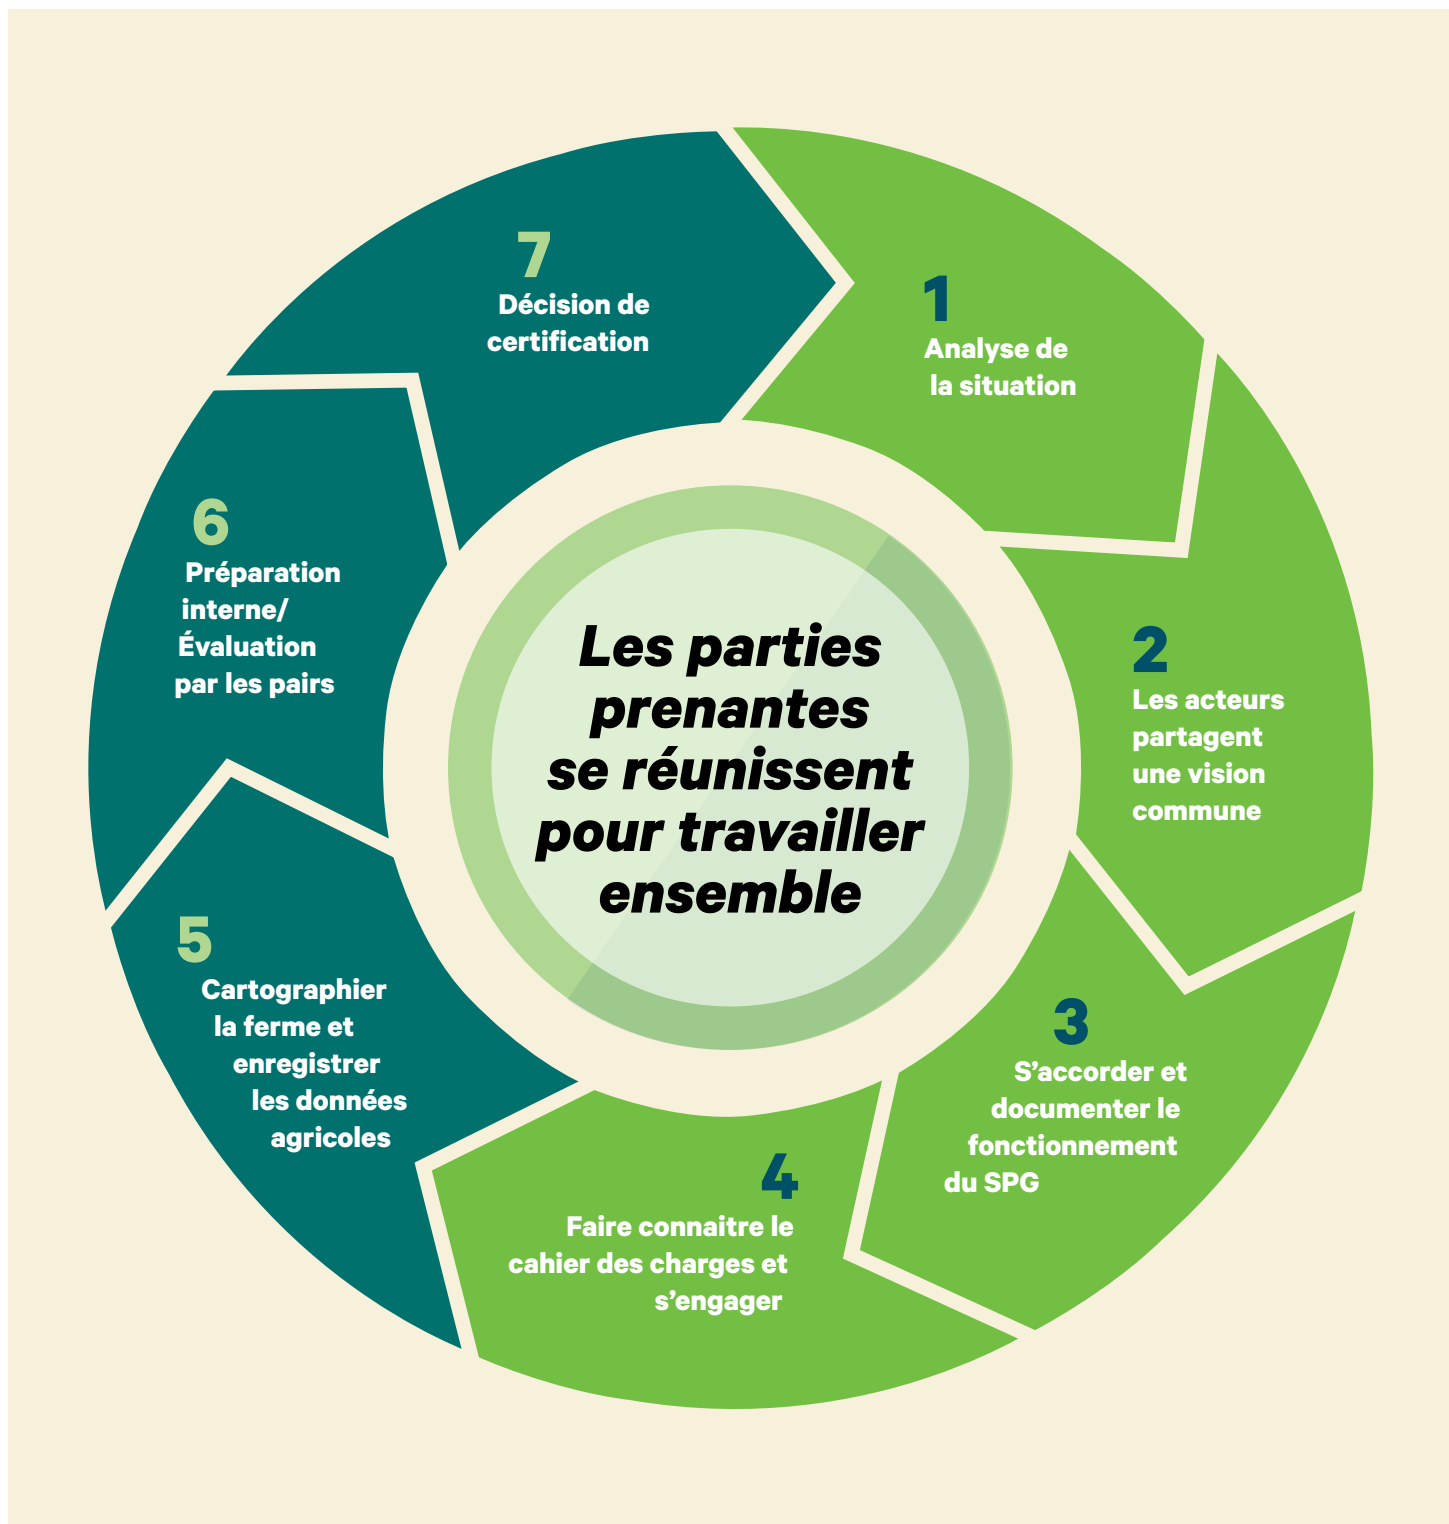 1
Analyse de
la situation
2
Les acteurs
partagent
une vision
commune
3
S’accorder et
documenter le
fonctionnement
du SPG
4
Faire connaitre le
cahier des charges et
s’engager
5
Cartographier
la ferme et
enregistrer
les données
agricoles
6
Préparation
interne/
Évaluation
par les pairs
7
Décision de
certification
Les parties
prenantes
se réunissent
pour travailler
ensemble